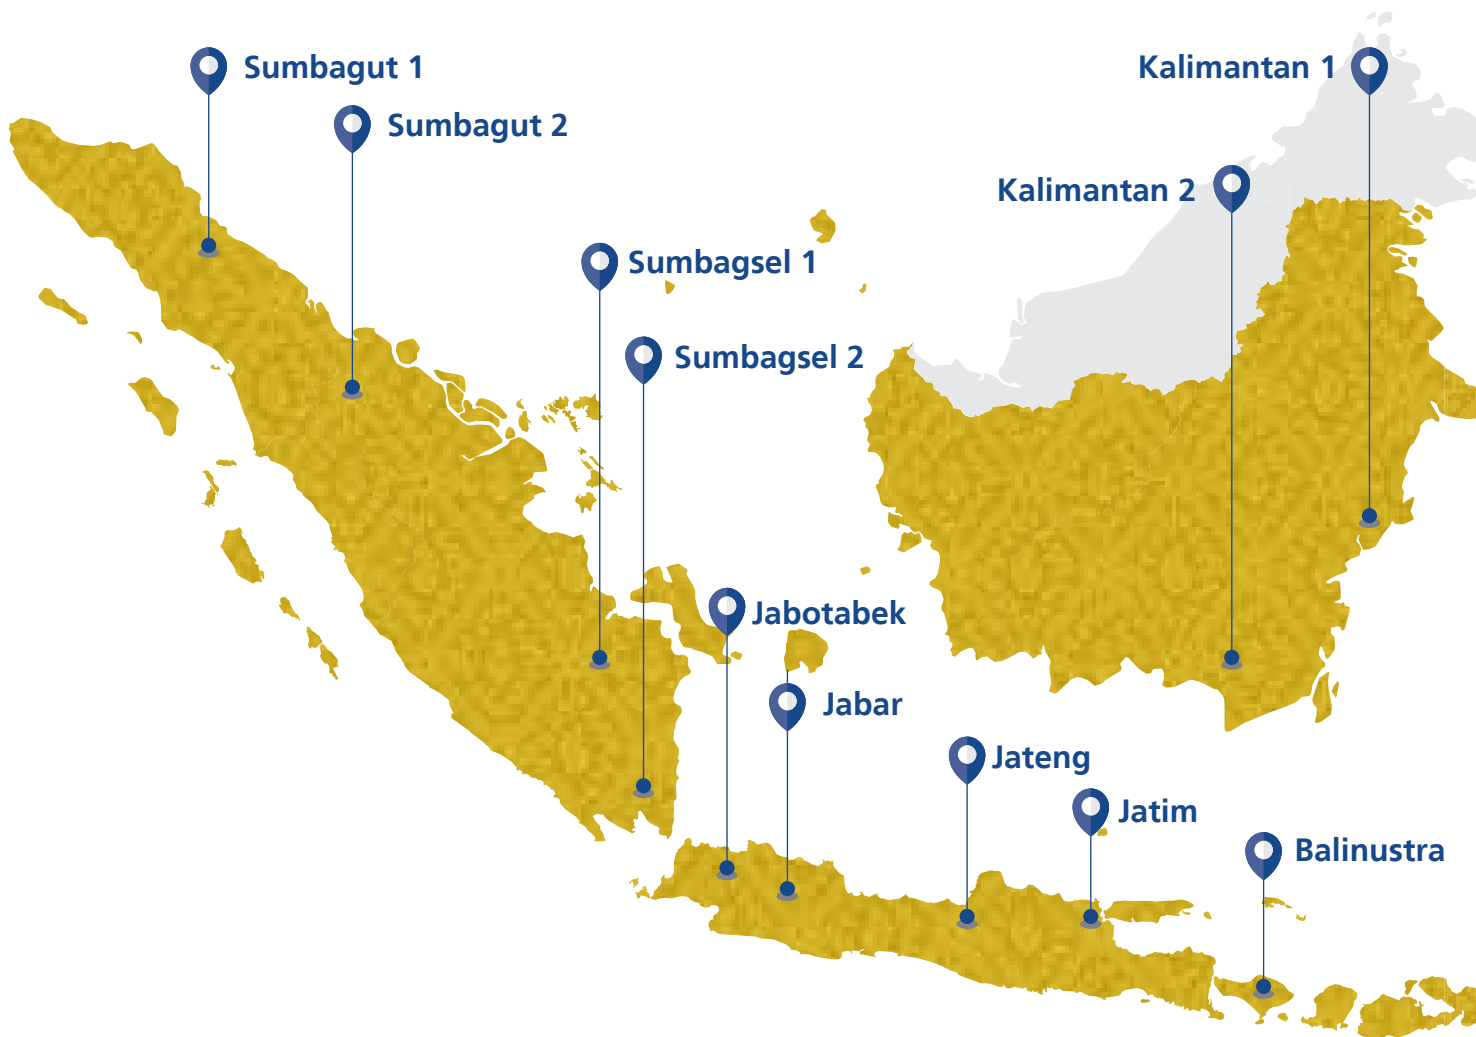 Sumbagut 1
Kalimantan 1
Sumbagut 2
Kalimantan 2
Sumbagsel 1
Sumbagsel 2
Jabotabek
Jabar
Jateng
Jatim
Balinustra